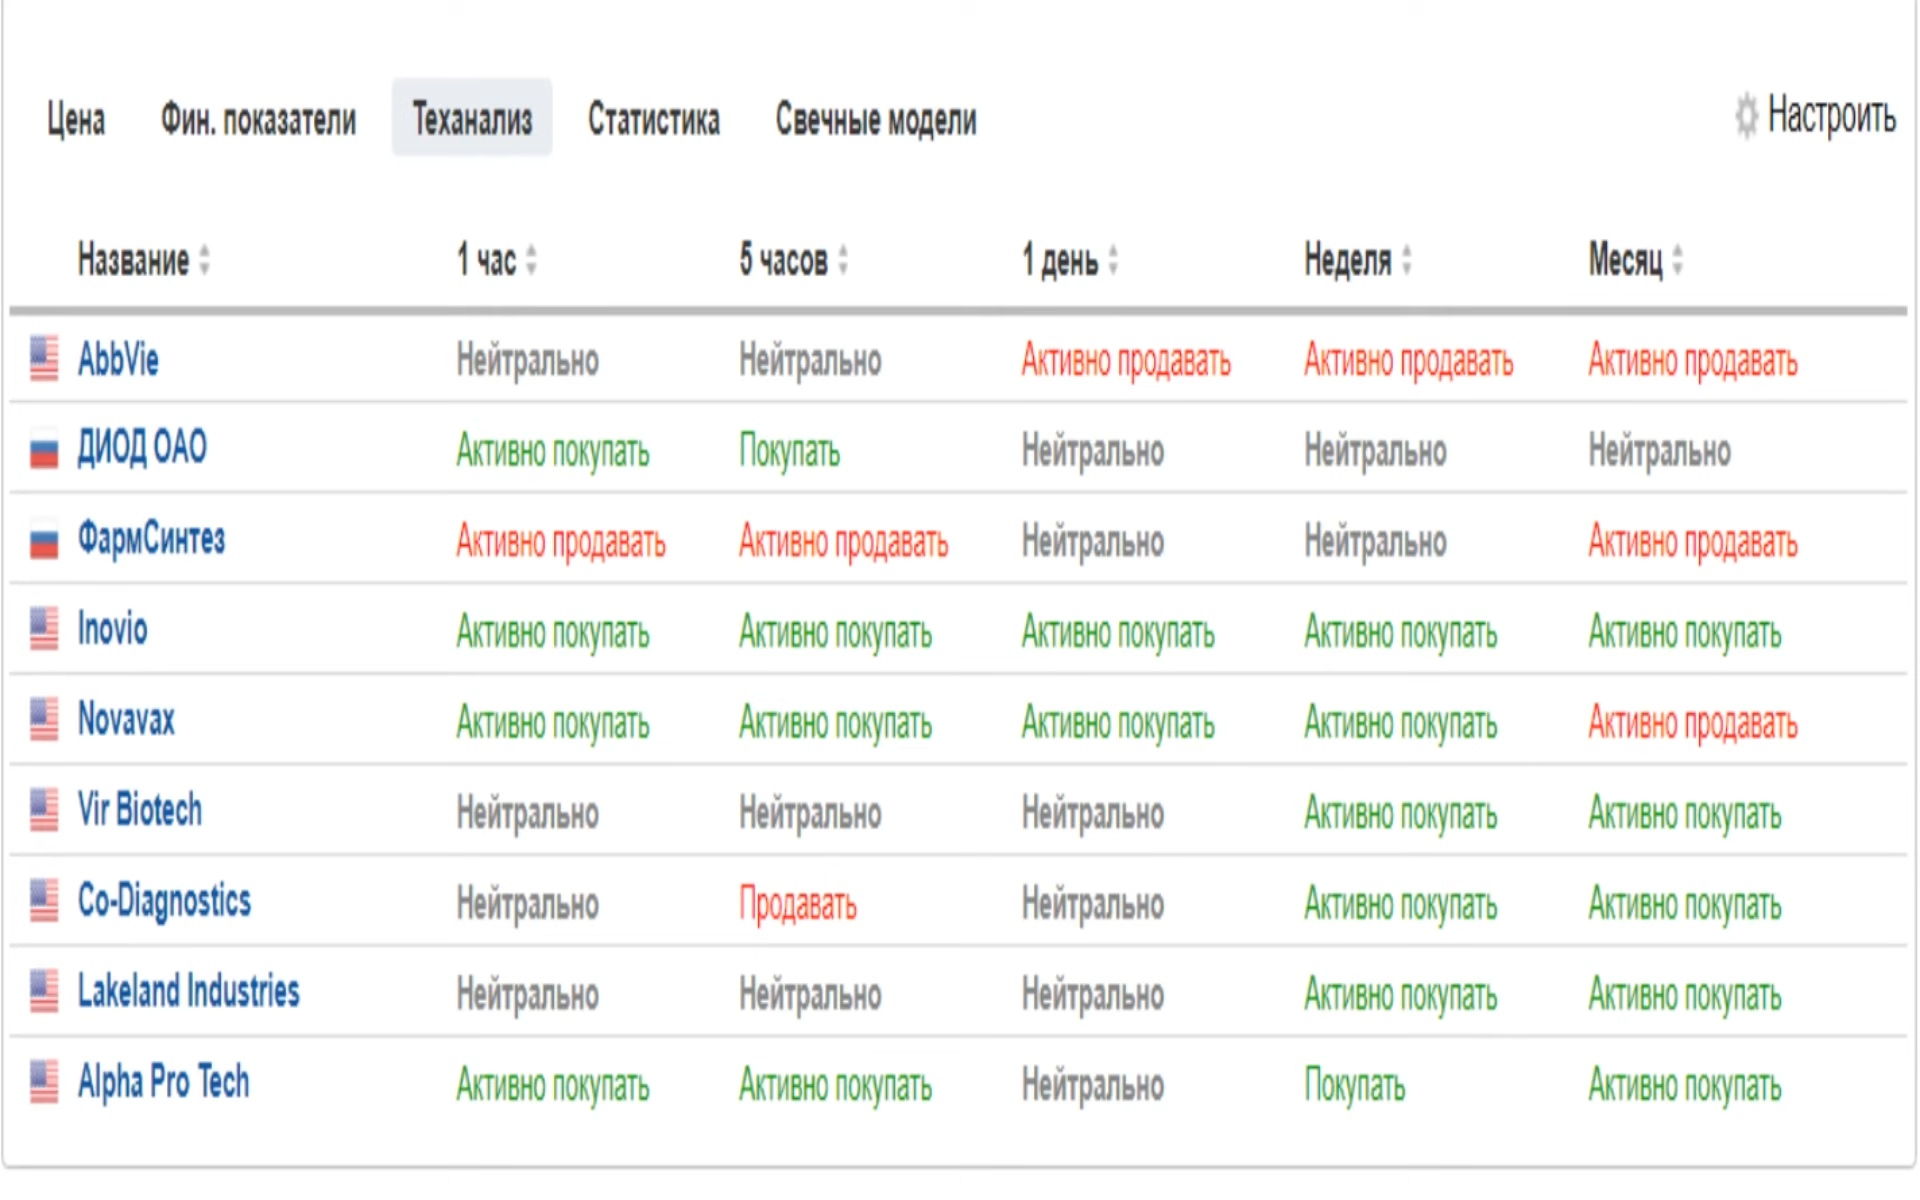 Цена Фин. показатели Теханализ Статистика Свечные модели Настроить
Название 1 час 5 часов 1 день Неделя Месяц
AbbVie Нейтрально Нейтрально Активно продавать Активно продавать Активно продавать
ДИОД ОАО Активно покупать Покупать Нейтрально Нейтрально Нейтрально
ФармСинтез Активно продавать Активно продавать Нейтрально Нейтрально Активно продавать
Inovio Активно покупать Активно покупать Активно покупать Активно покупать Активно покупать
Novavax Активно покупать Активно покупать Активно покупать Активно покупать Активно продавать
Vir Biotech Нейтрально Нейтрально Нейтрально Активно покупать Активно покупать
Co-Diagnostics Нейтрально Продавать Нейтрально Активно покупать Активно покупать
Lakeland Industries Нейтрально Нейтрально Нейтрально Активно покупать Активно покупать
Alpha Pro Tech Активно покупать Активно покупать Нейтрально Покупать Активно покупать